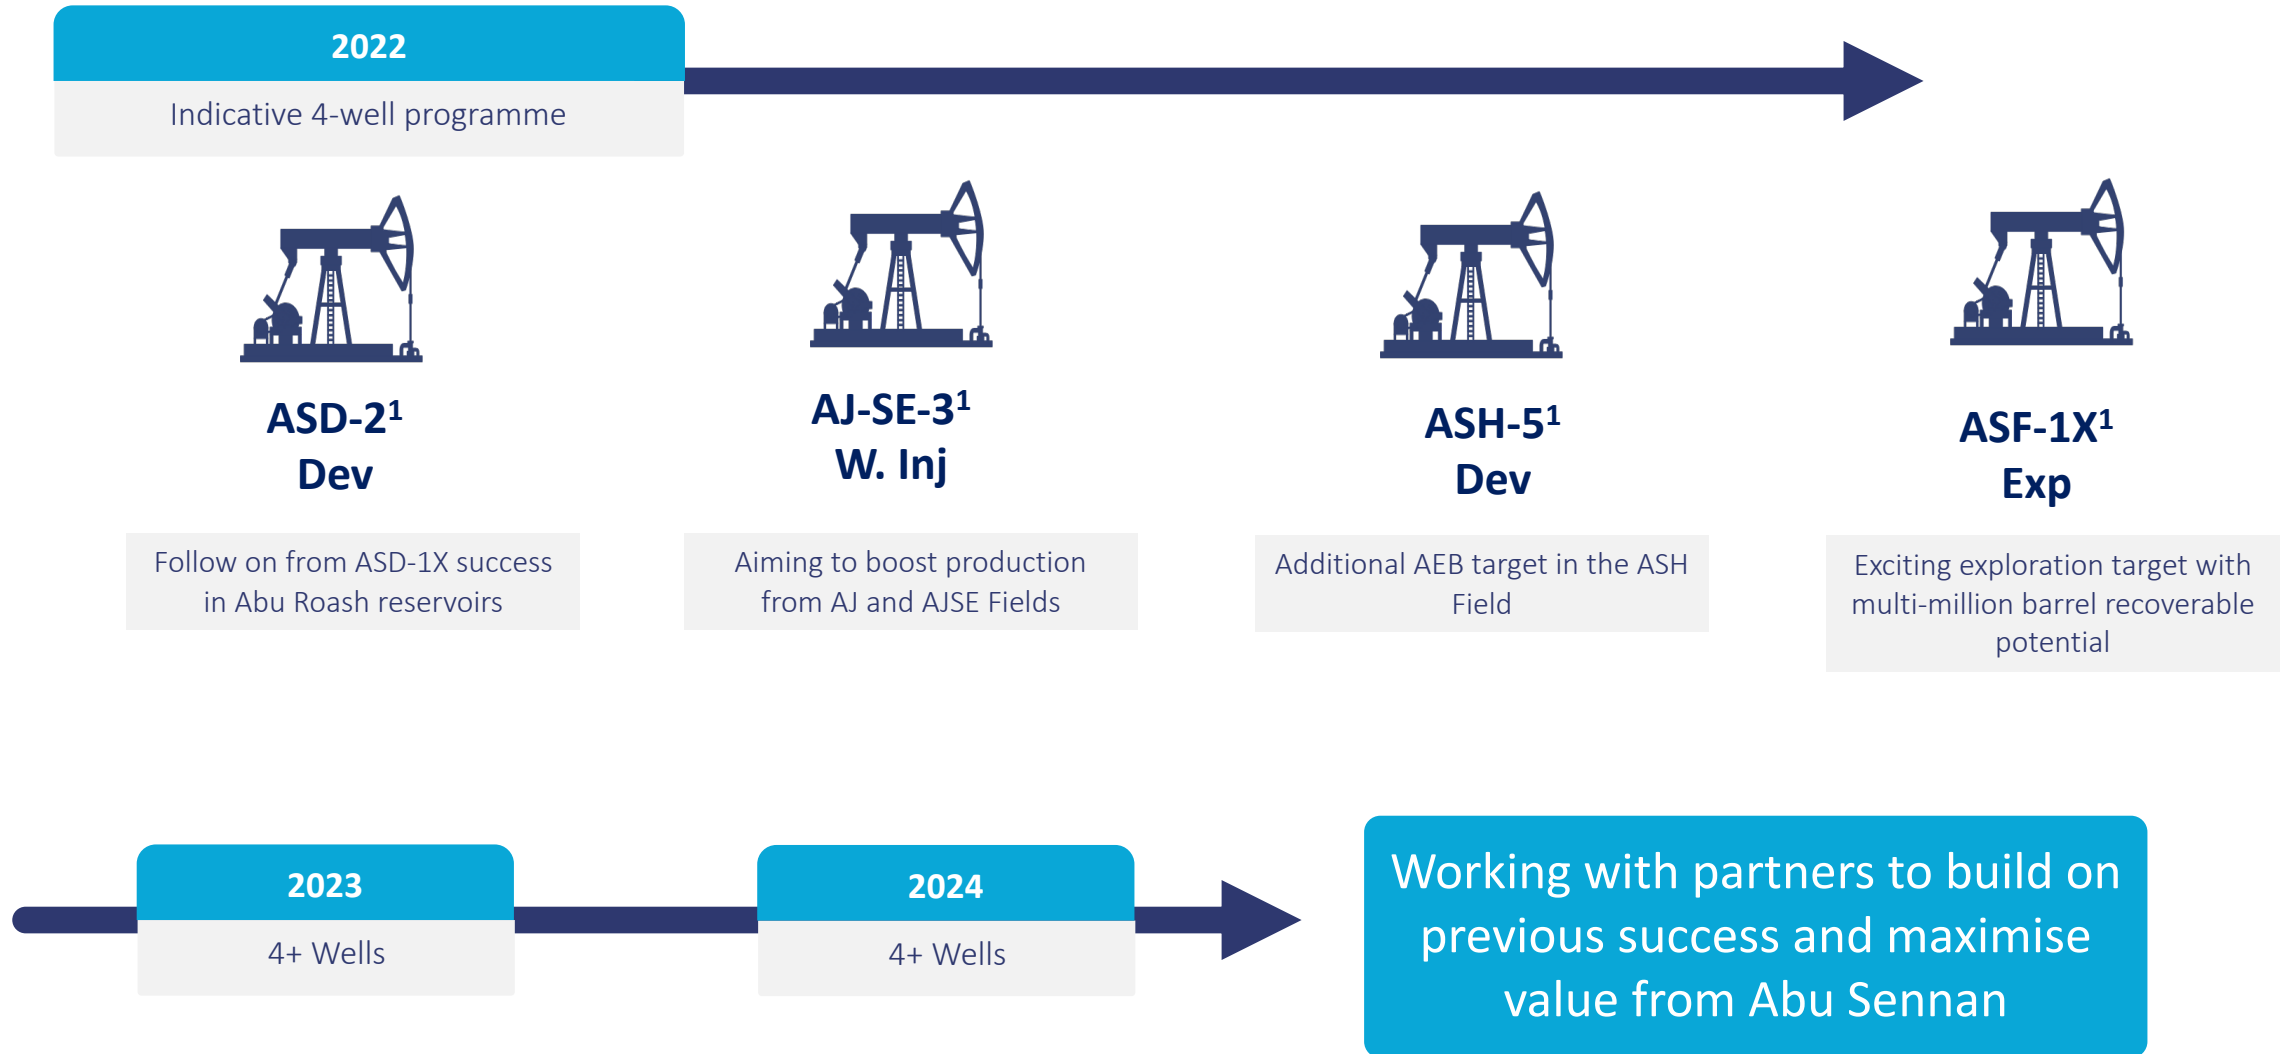 2022
Indicative 4-well programme
ASD-2¹
Dev
Follow on from ASD-1X success
in Abu Roash reservoirs
AJ-SE-3¹
W. Inj
Aiming to boost production
from AJ and AJSE Fields
ASH-5¹
Dev
Additional AEB target in the ASH
Field
ASF-1X¹
Exp
Exciting exploration target with
multi-million barrel recoverable
potential
2023
4+ Wells
2024
4+ Wells
Working with partners to build on
previous success and maximise
value from Abu Sennan